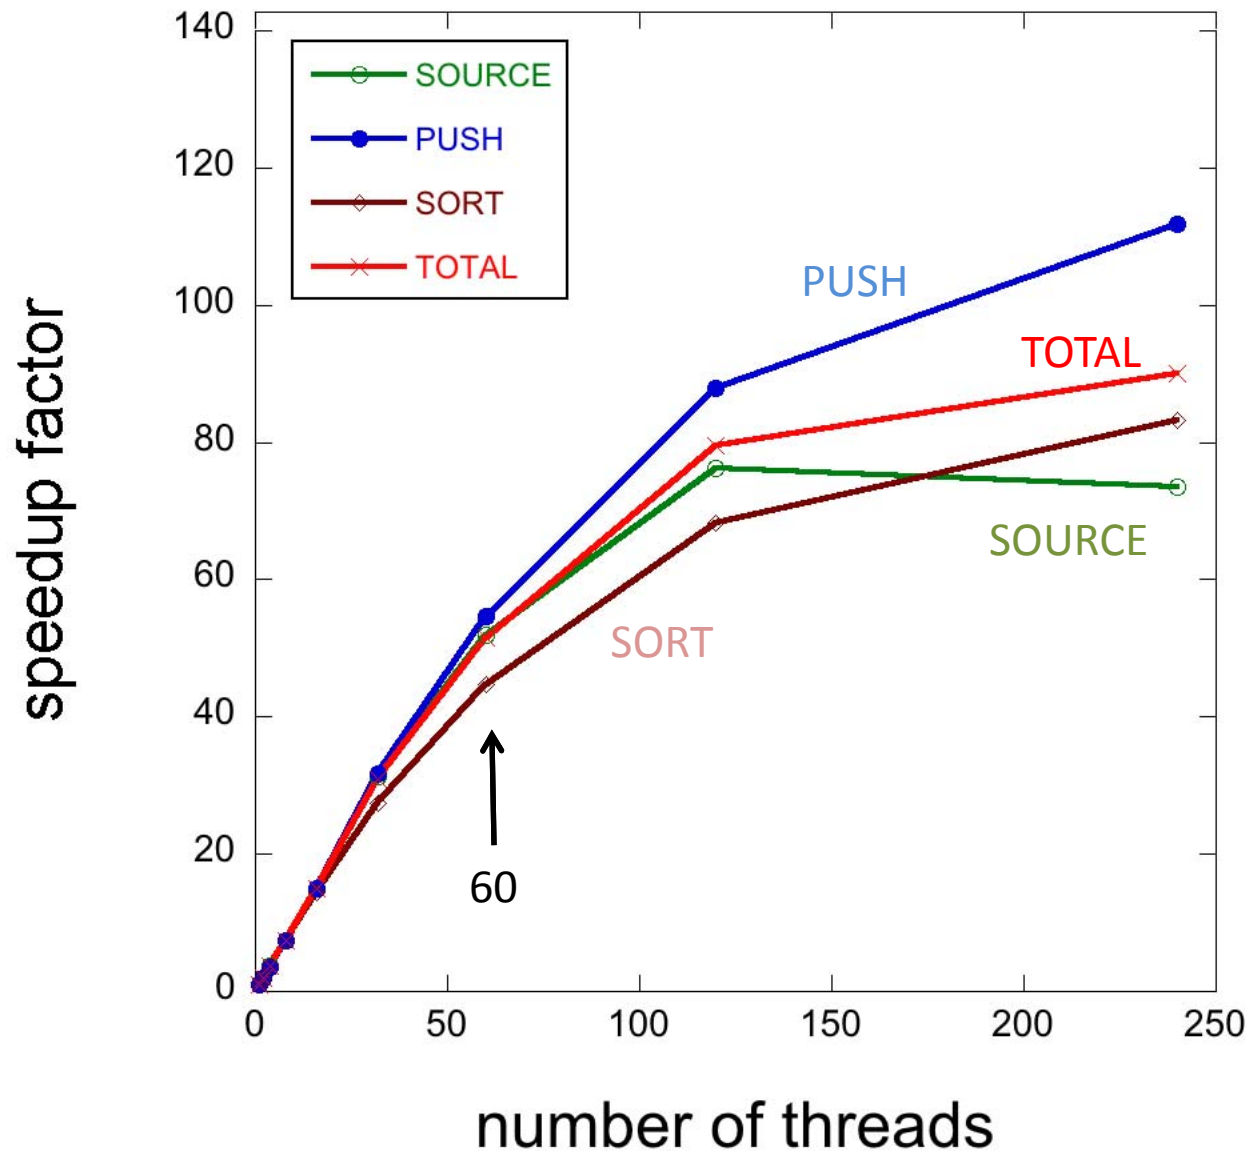 140
120
100
80
60
40
20
0
speedup factor
SOURCE
PUSH
SORT
TOTAL
PUSH
TOTAL
SOURCE
SORT
60
0 50 100 150 200 250
number of threads